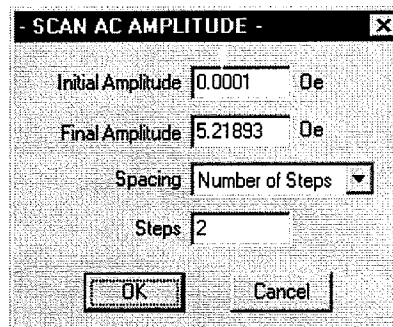 - SCAN AC AMPLITUDE -
Initial Amplitude 0.0001 Oe
Final Amplitude 5.21893 Oe
Spacing Number of Steps
Steps 2
OK Cancel